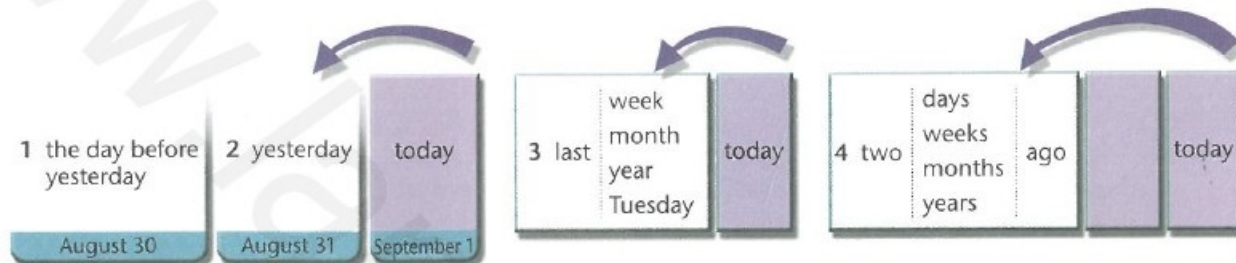 1 the day before
yesterday
August 30
2 yesterday
August 31
today
September 1
3 last
week
month
year
Tuesday
today
4 two
days
weeks
months
years
ago
today